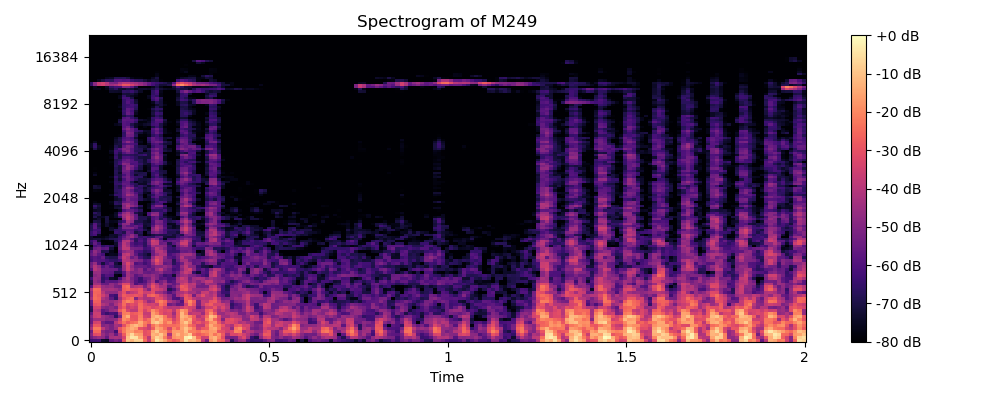 Spectrogram of M249
Hz
16384
8192
4096
2048
1024
512
0
0
0.5
1
1.5
2
Time
+0 dB
-10 dB
-20 dB
-30 dB
-40 dB
-50 dB
-60 dB
-70 dB
-80 dB